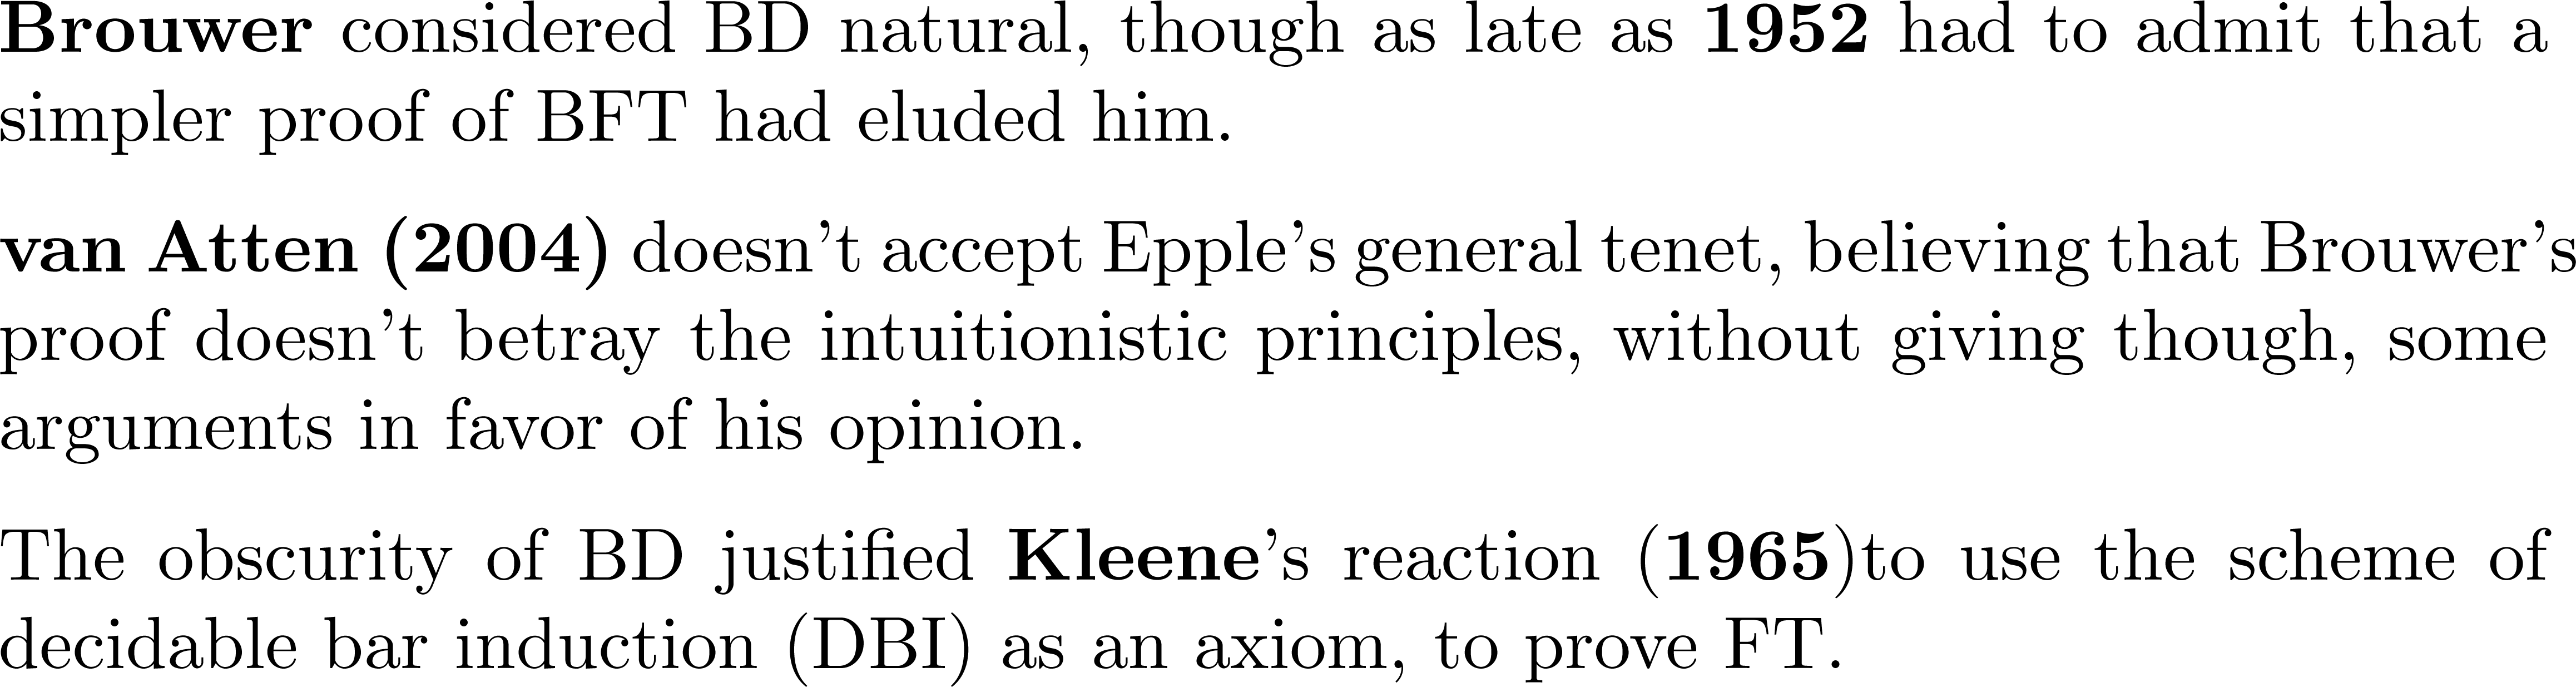 Brouwer considered BD natural, though as late as 1952 had to admit that a
simpler proof of BFT had eluded him.
van Atten (2004) doesn't accept Epple's general tenet, believing that Brouwer's
proof doesn't betray the intuitionistic principles, without giving though, some
arguments in favor of his opinion.
The obscurity of BD justified Kleene's reaction (1965)to use the scheme of
decidable bar induction (DBI) as an axiom, to prove FT.